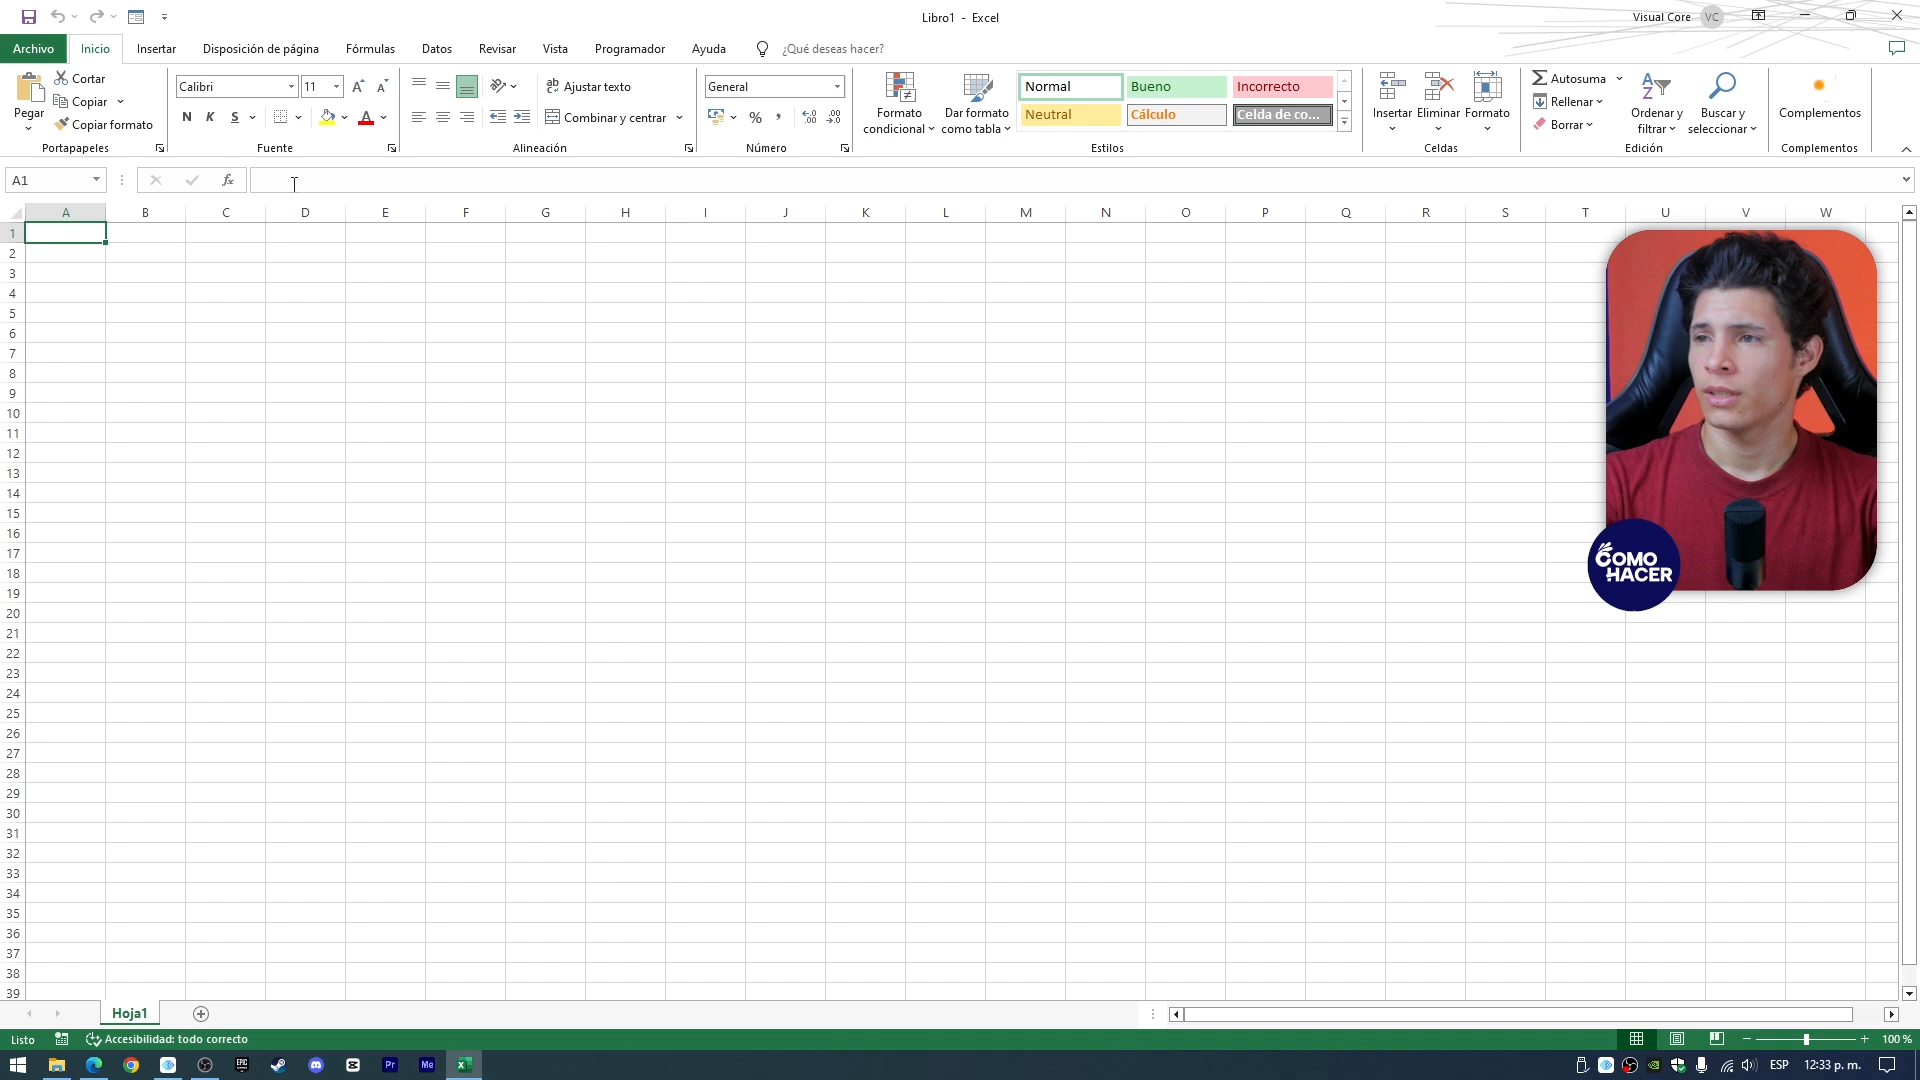 Libro1 - Excel
Visual Core
VC
Archivo
Inicio
Insertar
Disposición de página
Fórmulas
Datos
Revisar
Vista
Programador
Ayuda
¿Qué deseas hacer?
Pegar
Cortar
Copiar
Copiar formato
Portapapeles
Calibri
11
N K S
Fuente
Ajustar texto
Combinar y centrar
Alineación
General
%
Número
Formato
condicional
Dar formato
como tabla
Normal
Bueno
Incorrecto
Neutral
Cálculo
Celda de co...
Estilos
Insertar
Eliminar
Formato
Celdas
Autosuma
Rellenar
Borrar
Ordenar y
filtrar
Buscar y
seleccionar
Edición
Complementos
Complementos
A1
fx
A B C D E F G H I J K L M N O P Q R S T U V W
1
2
3
4
5
6
7
8
9
10
11
12
13
14
15
16
17
18
19
20
21
22
23
24
25
26
27
28
29
30
31
32
33
34
35
36
37
38
39
COMO
HACER
Hoja1
Listo
Accesibilidad: todo correcto
100 %
EPIC
Pr
Me
ESP
12:33 p. m.